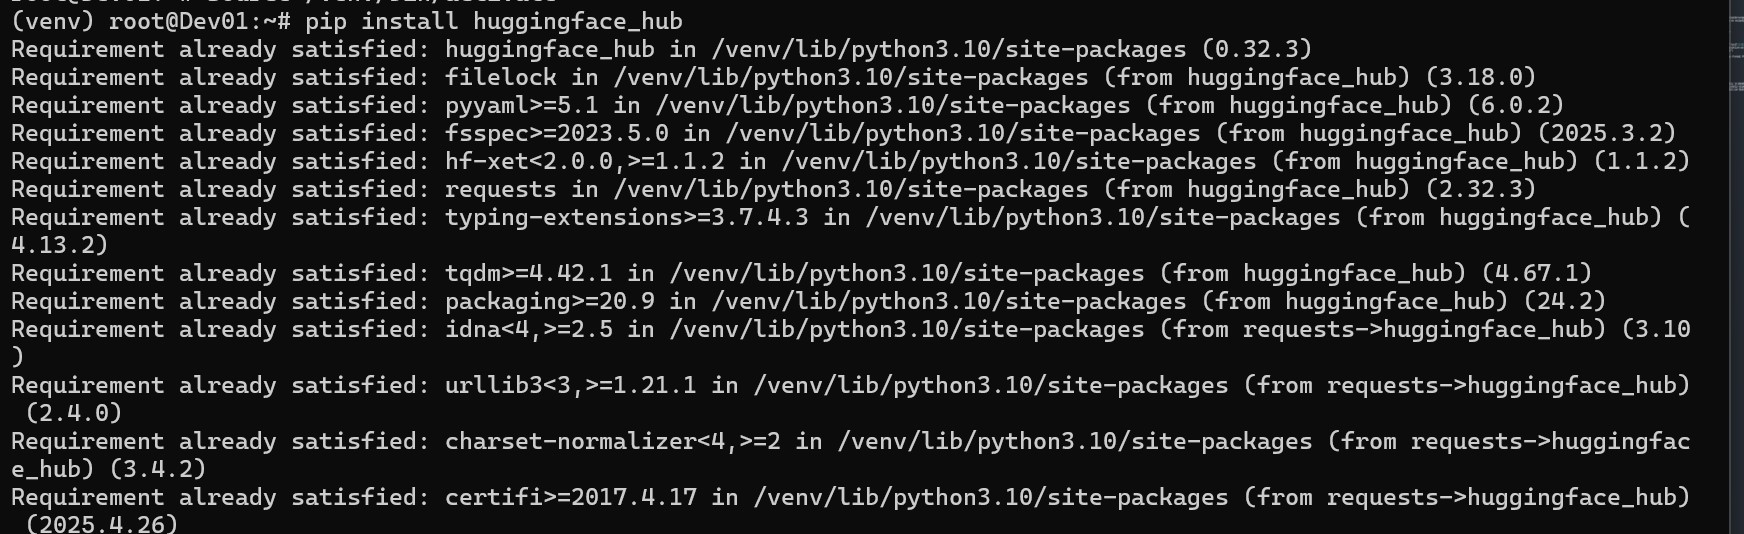 (venv) root@Dev01:~# pip install huggingface_hub
Requirement already satisfied: huggingface_hub in /venv/lib/python3.10/site-packages (0.32.3)
Requirement already satisfied: filelock in /venv/lib/python3.10/site-packages (from huggingface_hub) (3.18.0)
Requirement already satisfied: pyyaml>=5.1 in /venv/lib/python3.10/site-packages (from huggingface_hub) (6.0.2)
Requirement already satisfied: fsspec>=2023.5.0 in /venv/lib/python3.10/site-packages (from huggingface_hub) (2025.3.2)
Requirement already satisfied: hf-xet<2.0.0,>=1.1.2 in /venv/lib/python3.10/site-packages (from huggingface_hub) (1.1.2)
Requirement already satisfied: requests in /venv/lib/python3.10/site-packages (from huggingface_hub) (2.32.3)
Requirement already satisfied: typing-extensions>=3.7.4.3 in /venv/lib/python3.10/site-packages (from huggingface_hub) (
4.13.2)
Requirement already satisfied: tqdm>=4.42.1 in /venv/lib/python3.10/site-packages (from huggingface_hub) (4.67.1)
Requirement already satisfied: packaging>=20.9 in /venv/lib/python3.10/site-packages (from huggingface_hub) (24.2)
Requirement already satisfied: idna<4,>=2.5 in /venv/lib/python3.10/site-packages (from requests->huggingface_hub) (3.10
)
Requirement already satisfied: urllib3<3,>=1.21.1 in /venv/lib/python3.10/site-packages (from requests->huggingface_hub)
 (2.4.0)
Requirement already satisfied: charset-normalizer<4,>=2 in /venv/lib/python3.10/site-packages (from requests->huggingfac
e_hub) (3.4.2)
Requirement already satisfied: certifi>=2017.4.17 in /venv/lib/python3.10/site-packages (from requests->huggingface_hub)
 (2025.4.26)